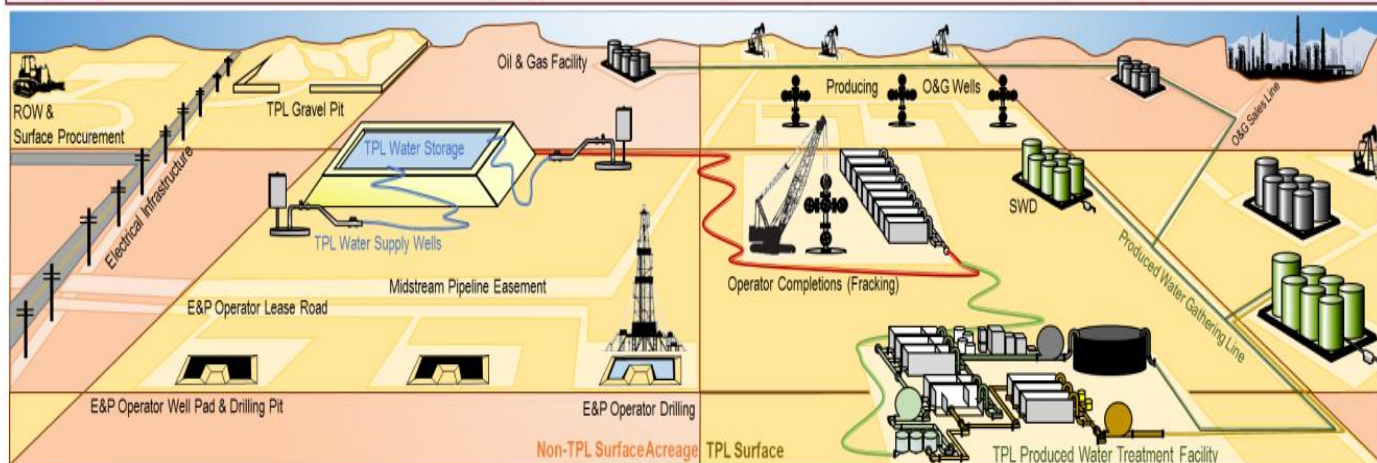 Oil & Gas Facility
ROW &
Surface Procurement
TPL Gravel Pit
Producing
O&G Wells
O&G Sales Line
Electrical Infrastructure
TPL Water Storage
TPL Water Supply Wells
SWD
Produced Water Gathering Line
Midstream Pipeline Easement
Operator Completions (Fracking)
E&P Operator Lease Road
E&P Operator Well Pad & Drilling Pit
E&P Operator Drilling
Non-TPL Surface Acreage
TPL Surface
TPL Produced Water Treatment Facility